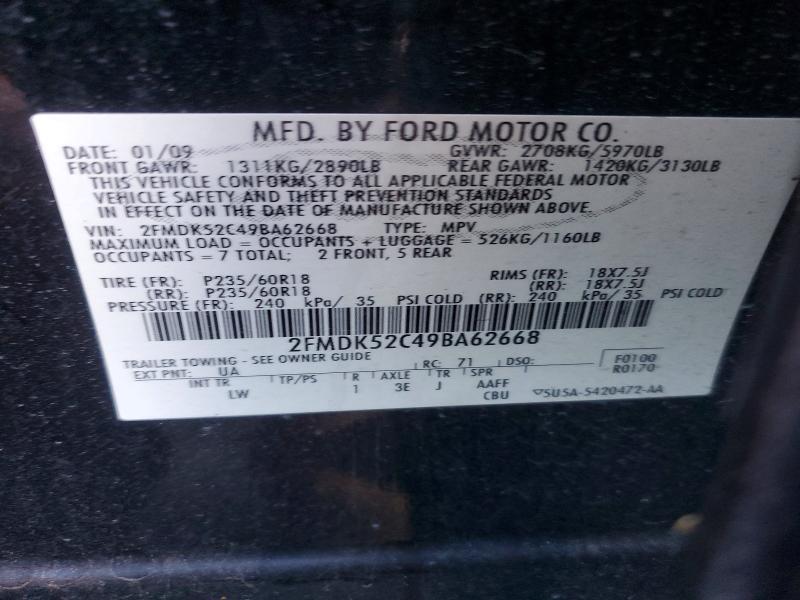 MFD. BY FORD MOTOR CO.
DATE: 01/09 GVWR: 2708KG/5970LB
FRONT GAWR: 1311KG/2890LB REAR GAWR: 1420KG/3130LB
THIS VEHICLE CONFORMS TO ALL APPLICABLE FEDERAL MOTOR
VEHICLE SAFETY AND THEFT PREVENTION STANDARDS
IN EFFECT ON THE DATE OF MANUFACTURE SHOWN ABOVE.
VIN: 2FMDK52C49BA62668 TYPE: MPV
MAXIMUM LOAD = OCCUPANTS + LUGGAGE = 526KG/1160LB
OCCUPANTS = 7 TOTAL; 2 FRONT, 5 REAR
TIRE (FR): P235/60R18 RIMS (FR): 18X7.5J
(RR): P235/60R18 (RR): 18X7.5J
PRESSURE (FR): 240 kPa/ 35 PSI COLD (RR): 240 kPa/ 35 PSI COLD
2FMDK52C49BA62668
TRAILER TOWING - SEE OWNER GUIDE RC: 71 DSO: F0100
EXT PNT: UA R0170
INT TR TP/PS R AXLE TR SPR
LW 1 3E J AAFF
CBU 5U5A-5420472-AA